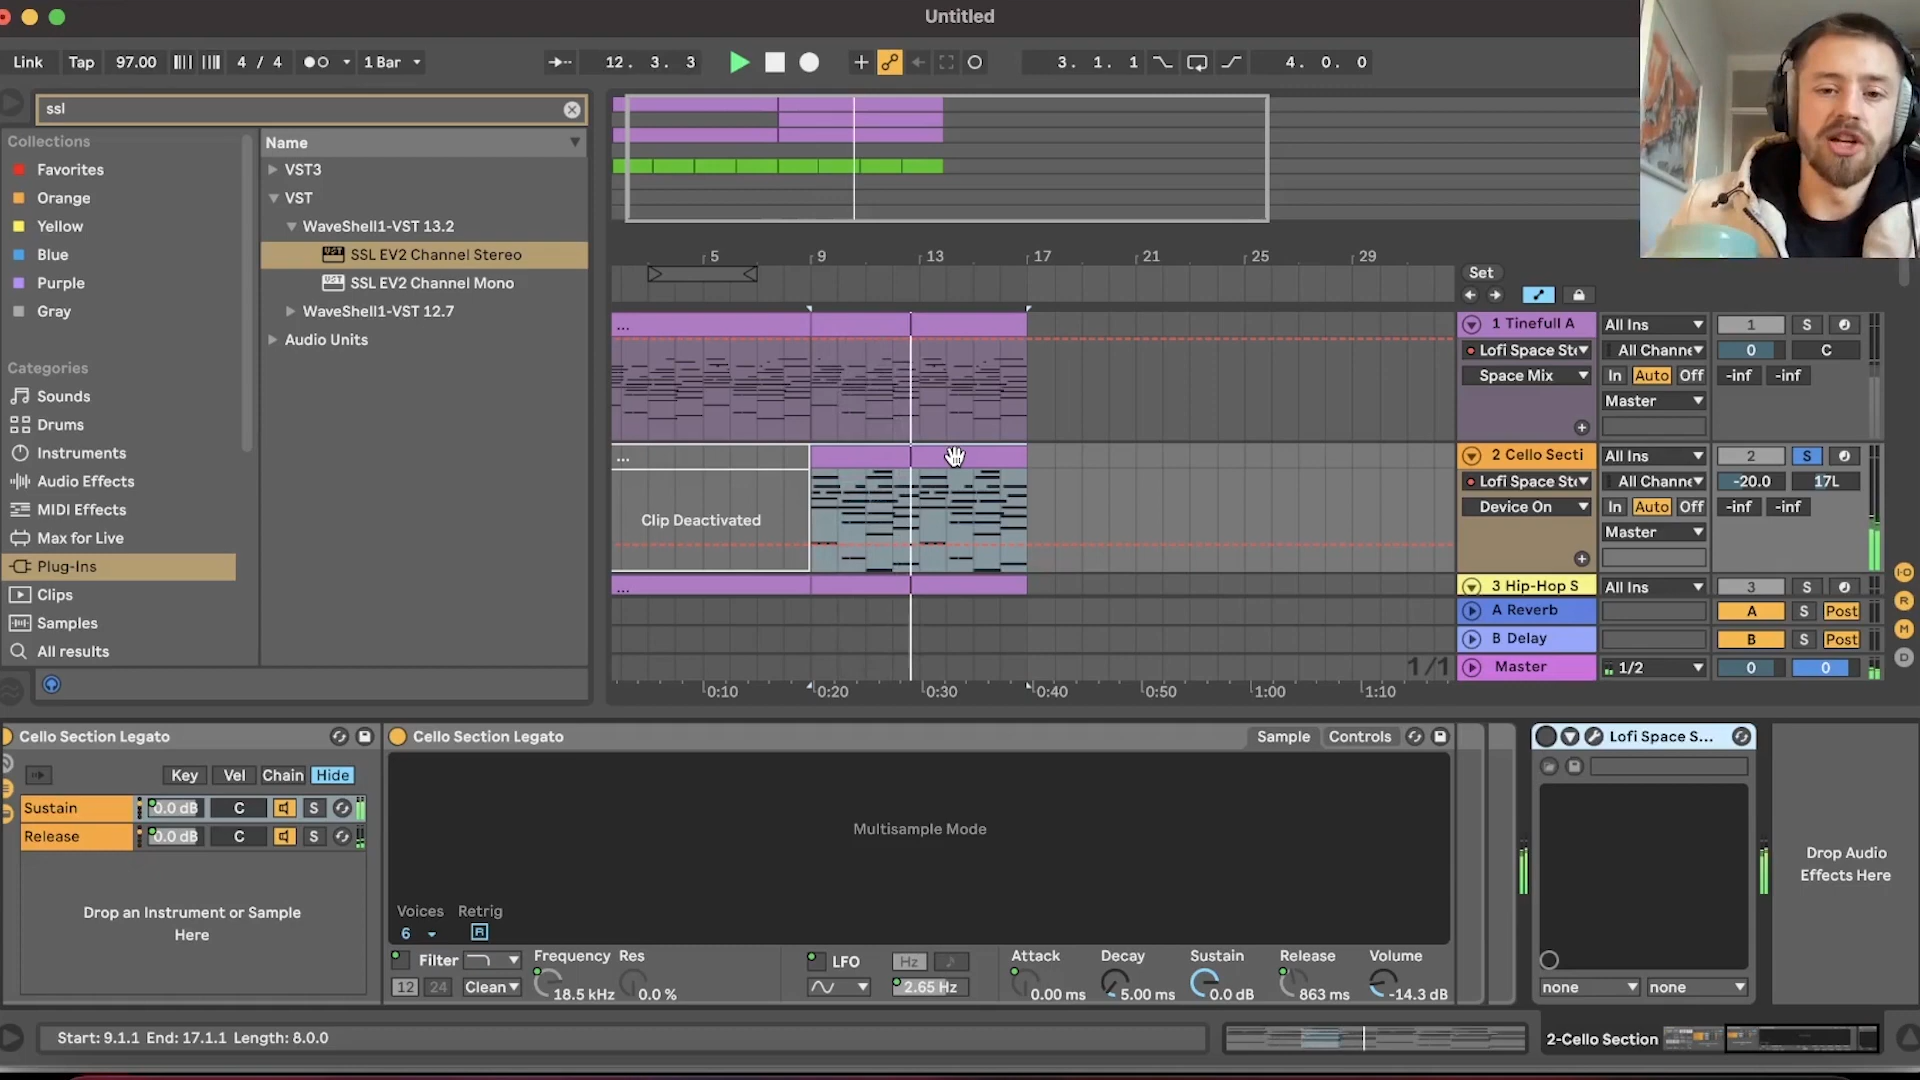 Untitled
Link Tap 97.00 4 / 4 1 Bar 12. 3. 3 3. 1. 1 4. 0. 0
ssl
Collections
Favorites
Orange
Yellow
Blue
Purple
Gray
Categories
Sounds
Drums
Instruments
Audio Effects
MIDI Effects
Max for Live
Plug-Ins
Clips
Samples
All results
Name
VST3
VST
WaveShell1-VST 13.2
SSL EV2 Channel Stereo
SSL EV2 Channel Mono
WaveShell1-VST 12.7
Audio Units
5 9 13 17 21 25 29
Set
...
1 Tinefull A All Ins 1 S
Lofi Space Ste All Channe 0 C
Space Mix In Auto Off -inf -inf
Master
...
Clip Deactivated
2 Cello Secti All Ins 2 S
Lofi Space Ste All Channe -20.0 17L
Device On In Auto Off -inf -inf
Master
...
3 Hip-Hop S All Ins 3 S
A Reverb A S Post
B Delay B S Post
1/1
Master 1/2 0 0
I-O
R
M
D
0:10 0:20 0:30 0:40 0:50 1:00 1:10
Cello Section Legato
Key Vel Chain Hide
Sustain 0.0 dB C S
Release 0.0 dB C S
Drop an Instrument or Sample
Here
Cello Section Legato Sample Controls
Multisample Mode
Voices Retrig
6 R
Filter Frequency Res LFO Hz Attack Decay Sustain Release Volume
12 24 Clean 18.5 kHz 0.0 % 2.65 Hz 0.00 ms 5.00 ms 0.0 dB 863 ms -14.3 dB
Lofi Space S...
none none
Drop Audio
Effects Here
Start: 9.1.1 End: 17.1.1 Length: 8.0.0
2-Cello Section